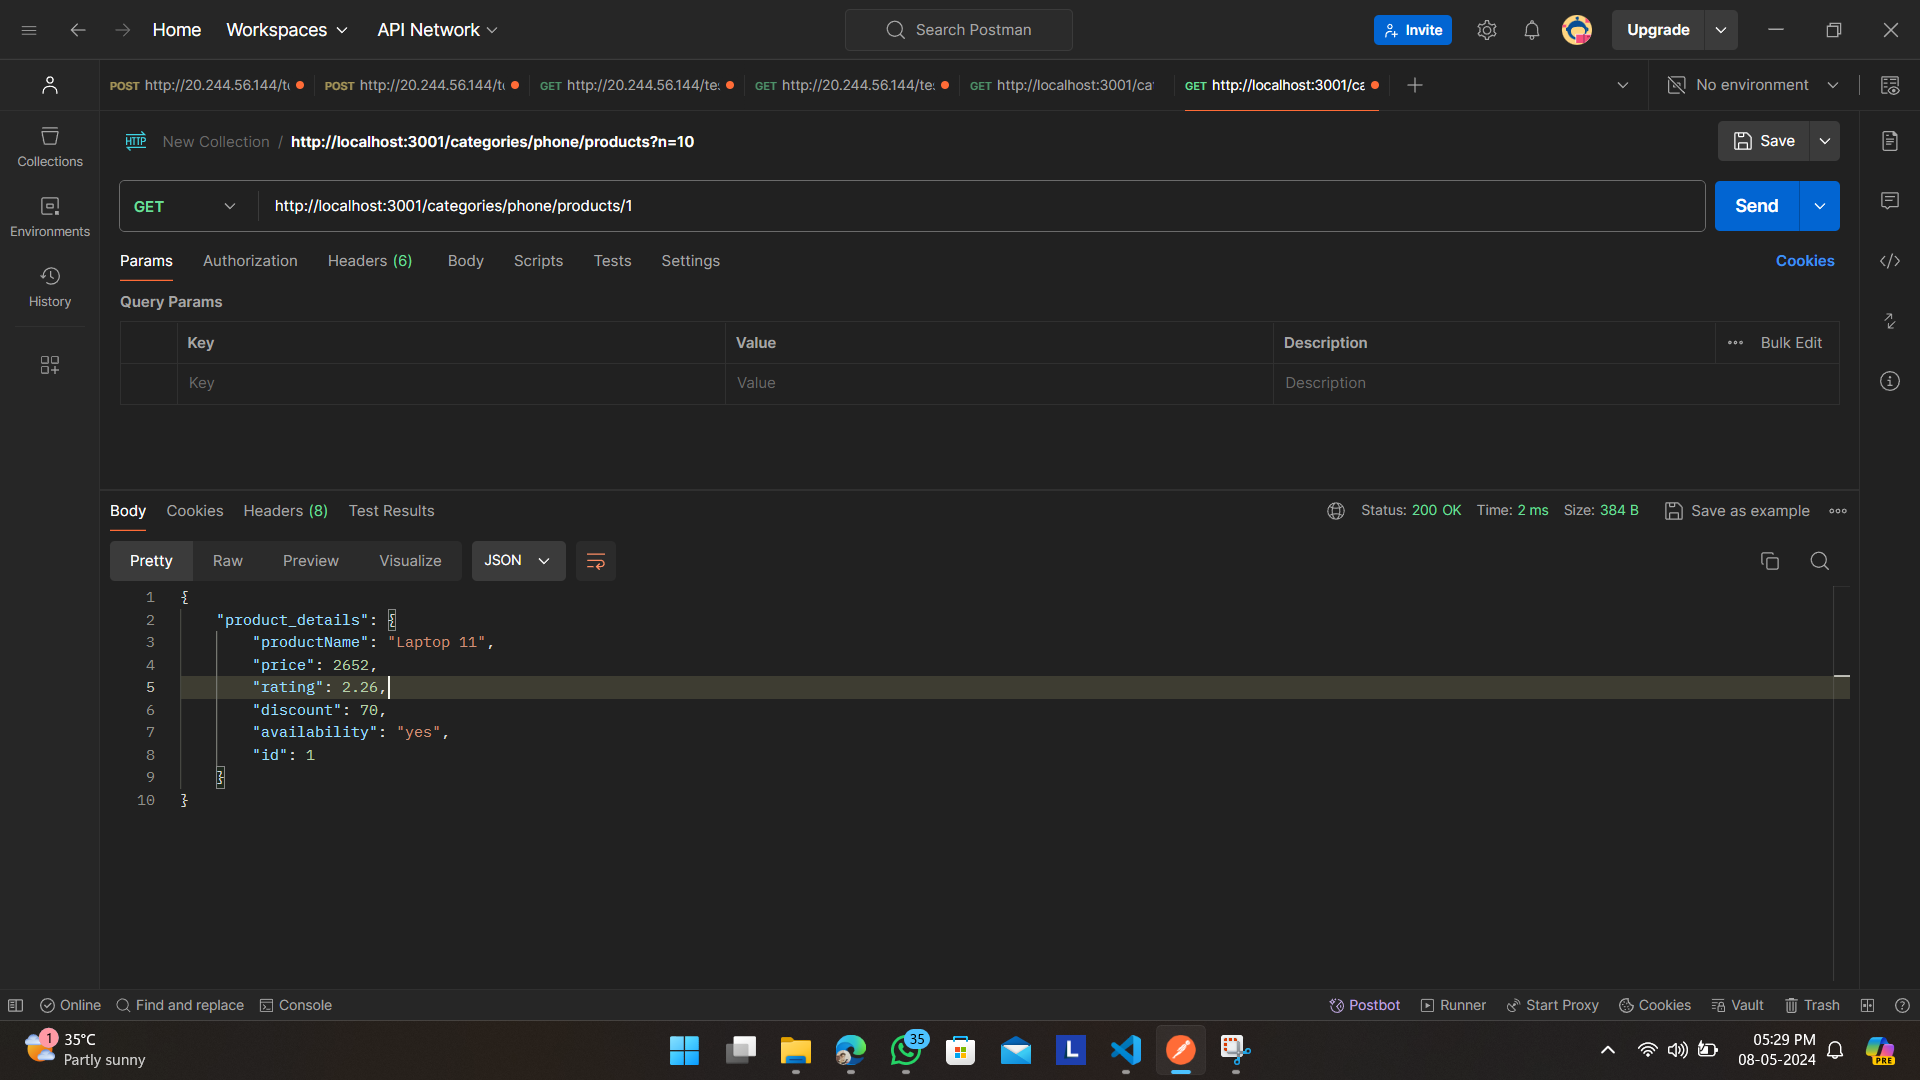 Home Workspaces API Network Search Postman Invite Upgrade
POST http://20.244.56.144/t POST http://20.244.56.144/t GET http://20.244.56.144/te: GET http://20.244.56.144/te: GET http://localhost:3001/ca GET http://localhost:3001/ca No environment
HTTP New Collection / http://localhost:3001/categories/phone/products?n=10 Save
GET http://localhost:3001/categories/phone/products/1 Send
Collections
Environments
History
Params Authorization Headers (6) Body Scripts Tests Settings Cookies
Query Params
Key Value Description Bulk Edit
Key Value Description
Body Cookies Headers (8) Test Results Status: 200 OK Time: 2 ms Size: 384 B Save as example
Pretty Raw Preview Visualize JSON
1 {
2 "product_details": {
3 "productName": "Laptop 11",
4 "price": 2652,
5 "rating": 2.26,
6 "discount": 70,
7 "availability": "yes",
8 "id": 1
9 }
10 }
Online Find and replace Console Postbot Runner Start Proxy Cookies Vault Trash
1 35°C
Partly sunny
35
L
05:29 PM
08-05-2024
PRE